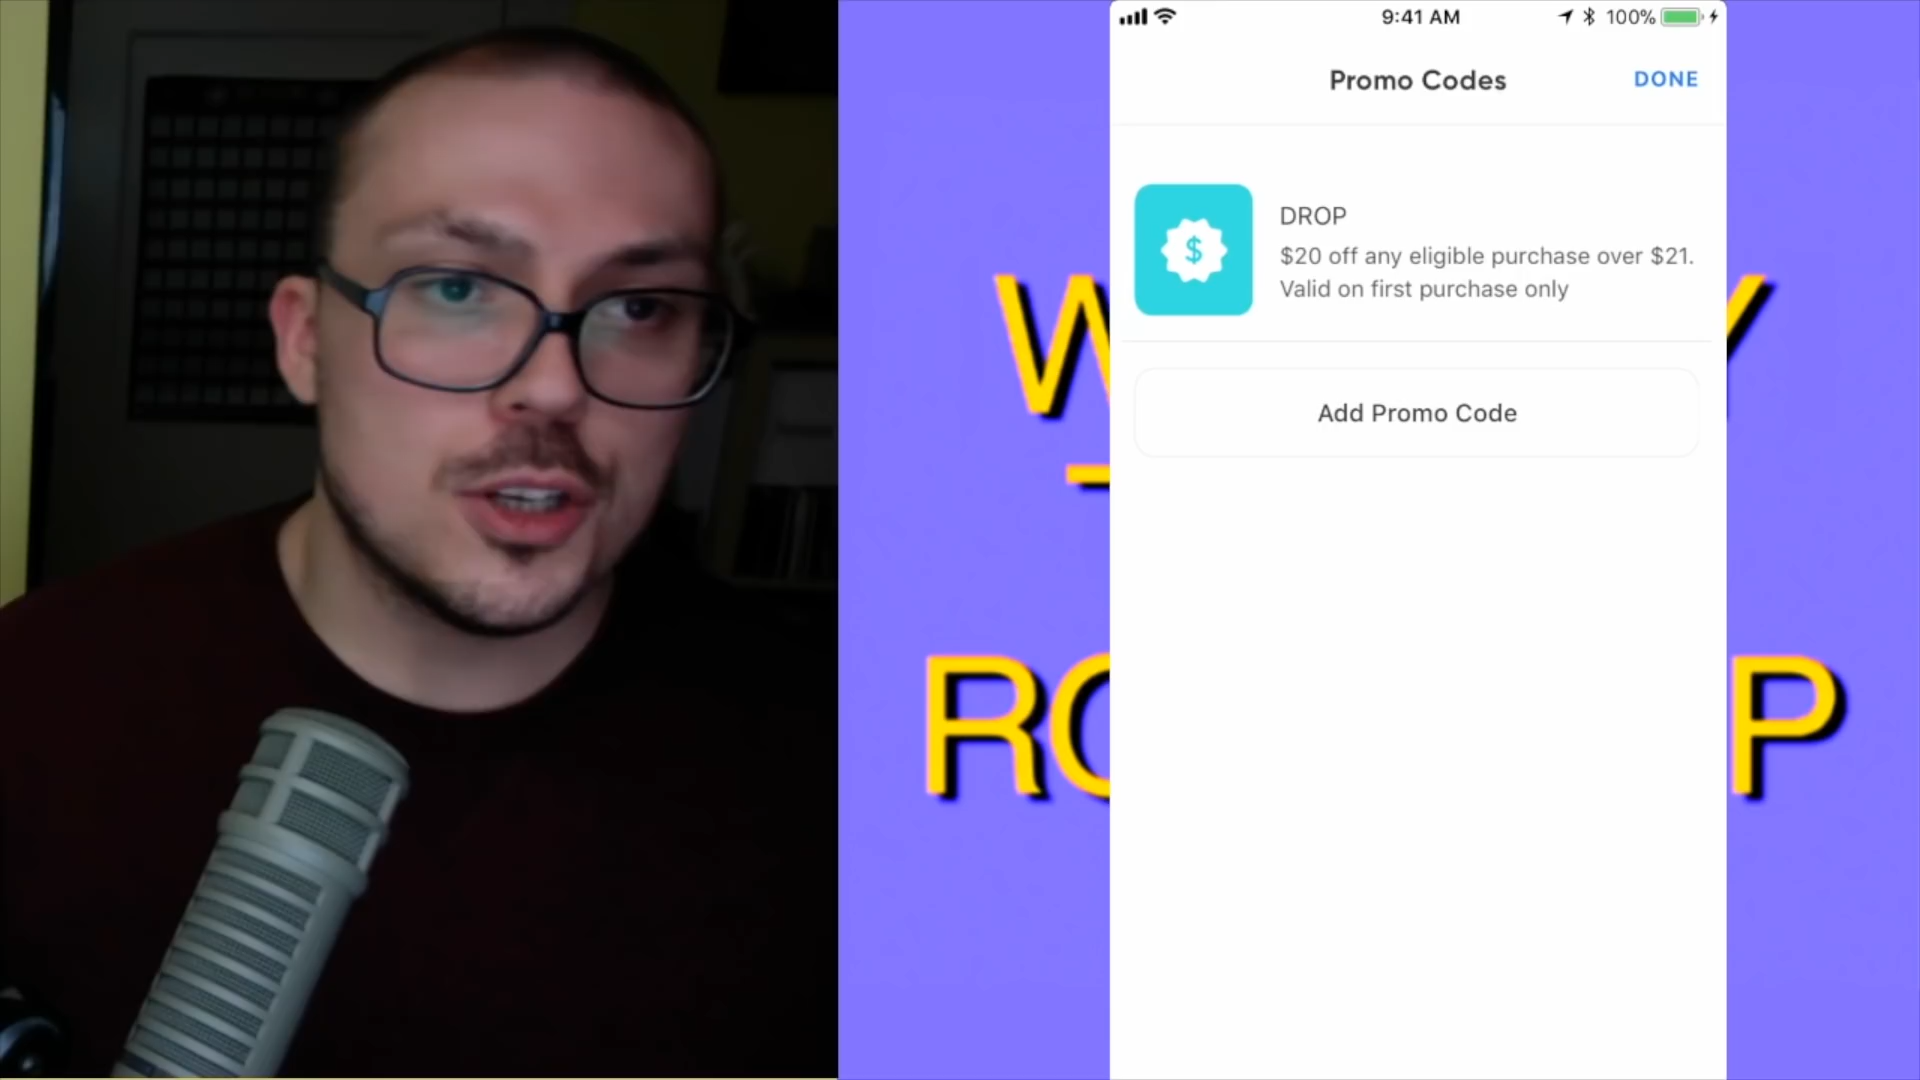 9:41 AM
100%
Promo Codes
DONE
$
DROP
$20 off any eligible purchase over $21.
Valid on first purchase only
Add Promo Code